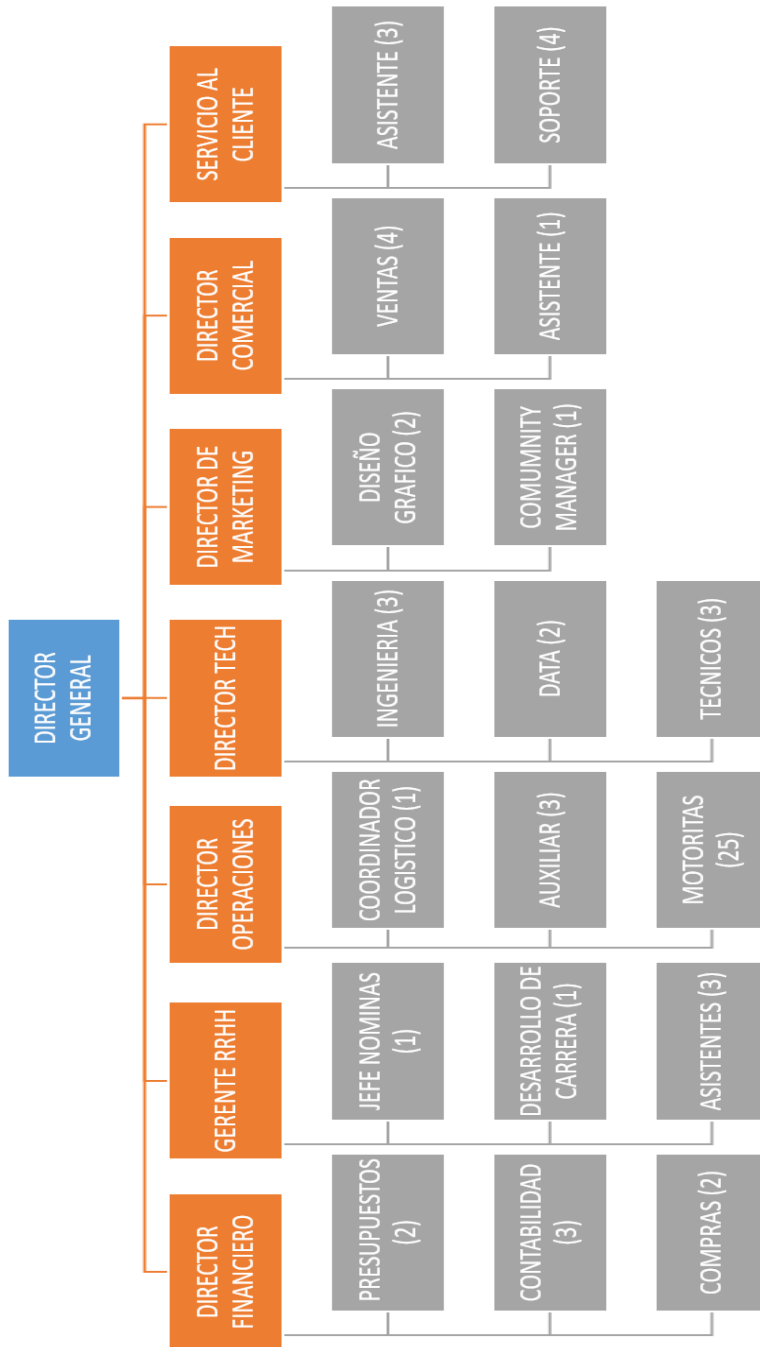 DIRECTOR
GENERAL
DIRECTOR
FINANCIERO
PRESUPUESTOS
(2)
CONTABILIDAD
(3)
COMPRAS (2)
GERENTE RRHH
JEFE NOMINAS
(1)
DESARROLLO DE
CARRERA (1)
ASISTENTES (3)
DIRECTOR
OPERACIONES
COORDINADOR
LOGISTICO (1)
AUXILIAR (3)
MOTORITAS
(25)
DIRECTOR TECH
INGENIERIA (3)
DATA (2)
TECNICOS (3)
DIRECTOR DE
MARKETING
DISEÑO
GRAFICO (2)
COMUMNITY
MANAGER (1)
DIRECTOR
COMERCIAL
VENTAS (4)
ASISTENTE (1)
SERVICIO AL
CLIENTE
ASISTENTE (3)
SOPORTE (4)